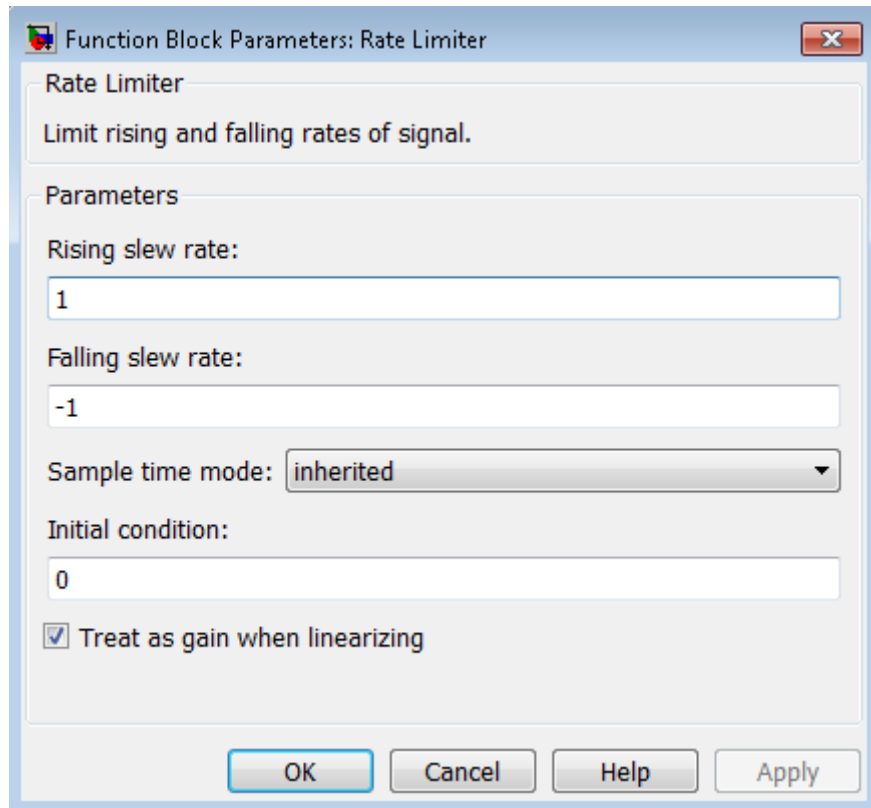 Function Block Parameters: Rate Limiter
Rate Limiter
Limit rising and falling rates of signal.
Parameters
Rising slew rate:
1
Falling slew rate:
-1
Sample time mode: inherited
Initial condition:
0
Treat as gain when linearizing
OK Cancel Help Apply